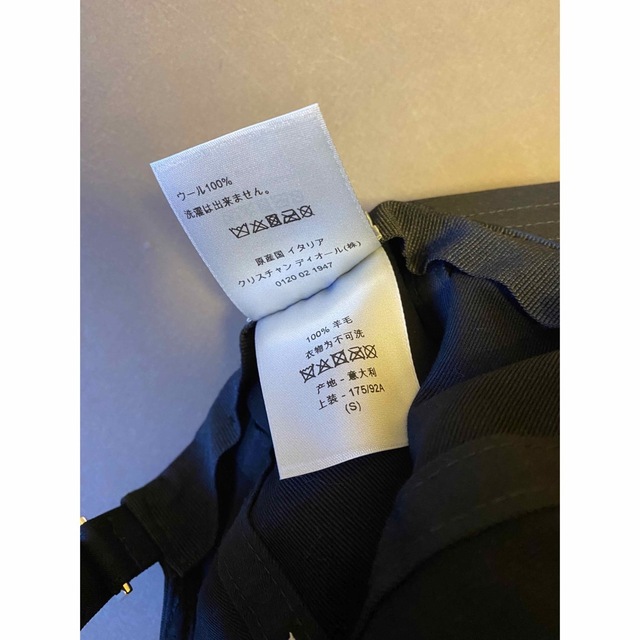 ウール100%
洗濯は出来ません。
原産国 イタリア
クリスチャン ディオール(株)
0120 02 1947
100% 羊毛
衣物为不可洗
产地 - 意大利
上装 - 175/92A
(S)